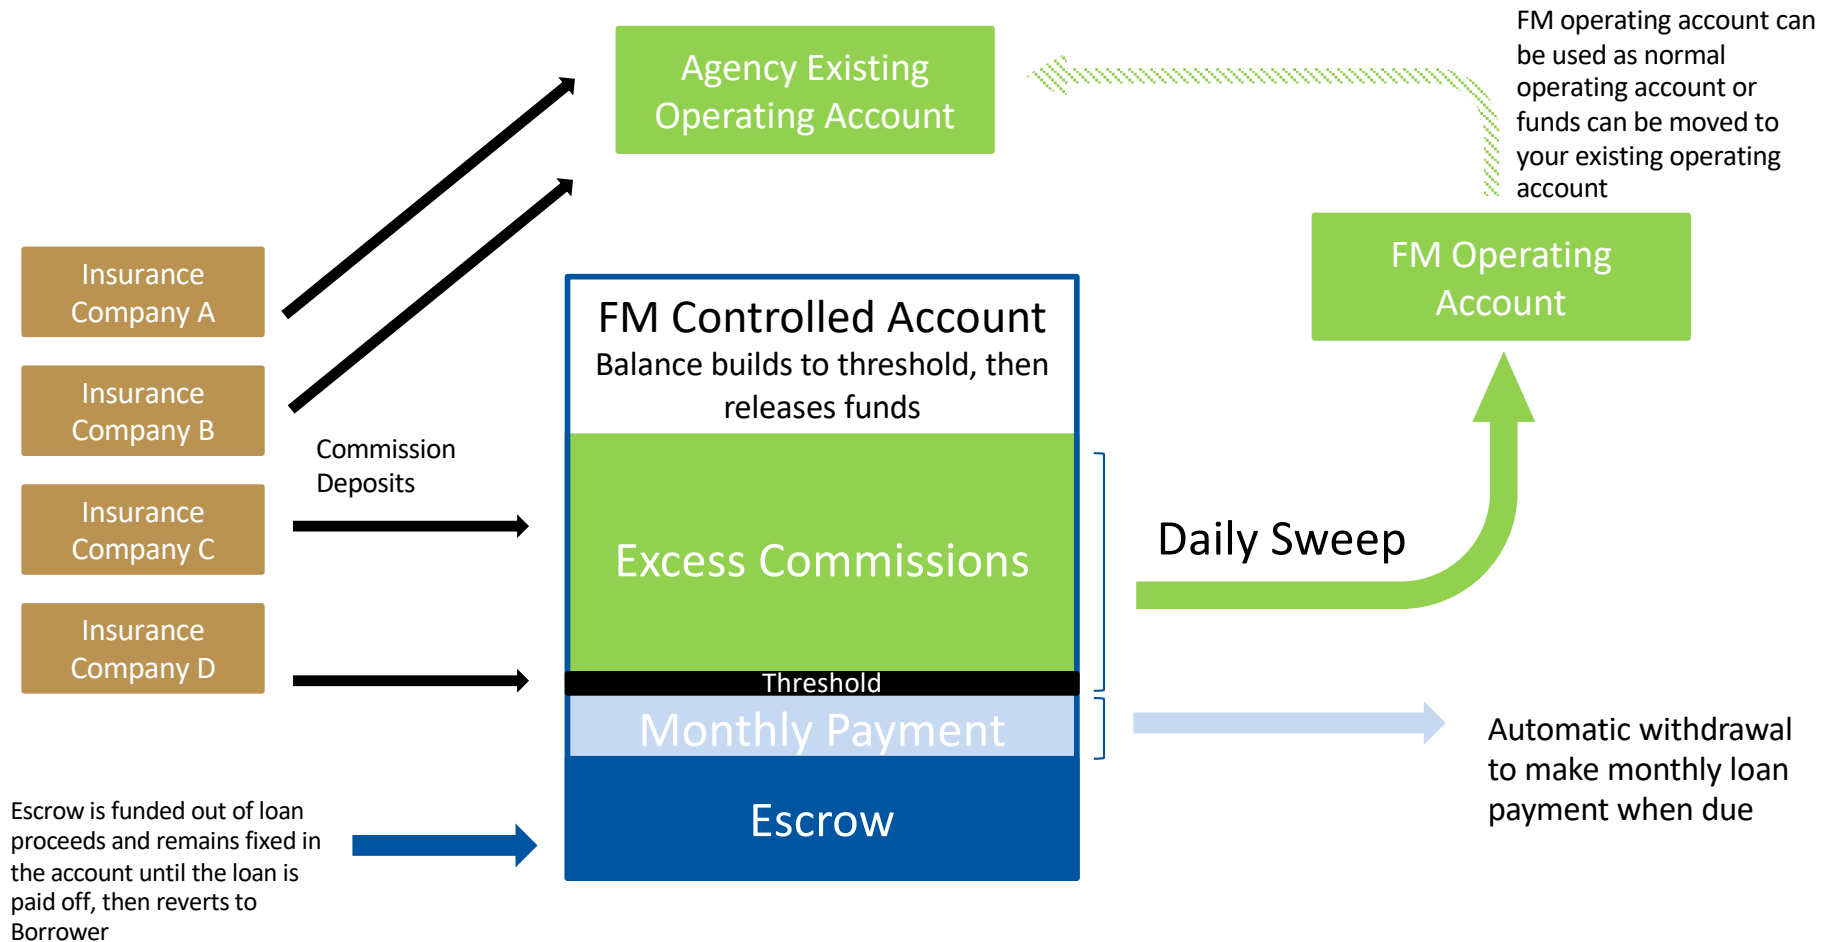 FM operating account can
be used as normal
operating account or
funds can be moved to
your existing operating
account
Agency Existing
Operating Account
FM Operating
Account
Insurance
Company A
Insurance
Company B
Insurance
Company C
Insurance
Company D
Commission
Deposits
FM Controlled Account
Balance builds to threshold, then
releases funds
Excess Commissions
Threshold
Monthly Payment
Escrow
Daily Sweep
Automatic withdrawal
to make monthly loan
payment when due
Escrow is funded out of loan
proceeds and remains fixed in
the account until the loan is
paid off, then reverts to
Borrower